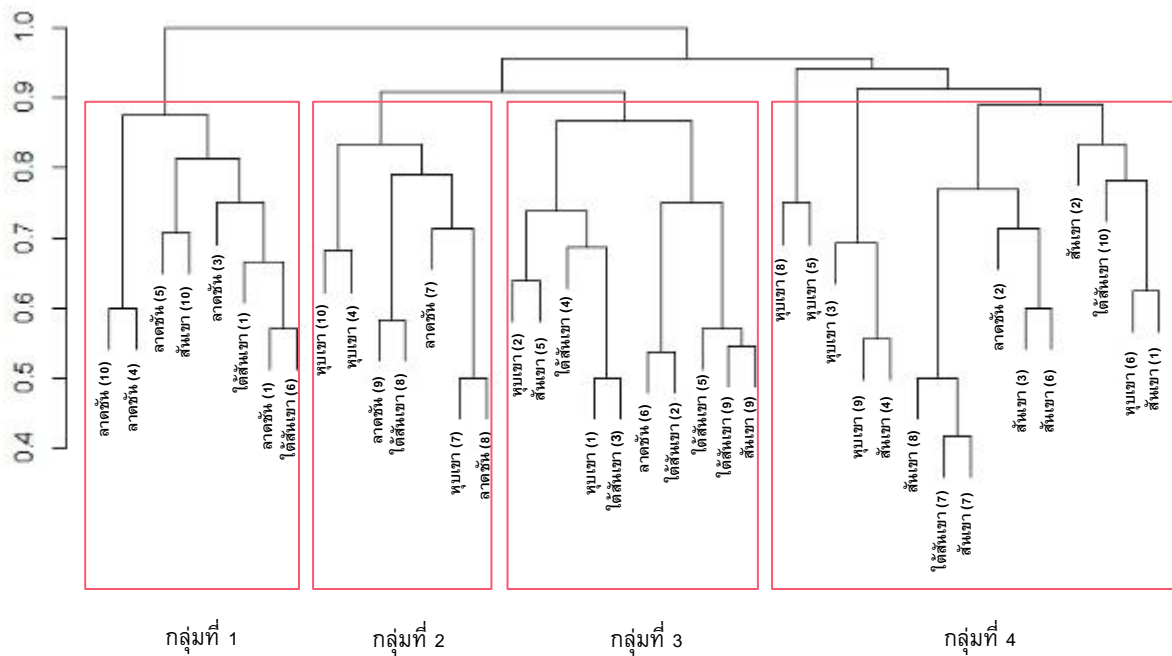 1.0
0.9
0.8
0.7
0.6
0.5
0.4
ลาดชัน (10)
ลาดชัน (4)
ลาดชัน (5)
สันเขา (10)
ลาดชัน (3)
ใต้สันเขา (1)
ลาดชัน (1)
ใต้สันเขา (6)
หุบเขา (10)
หุบเขา (4)
ลาดชัน (9)
ใต้สันเขา (8)
ลาดชัน (7)
หุบเขา (7)
ลาดชัน (8)
หุบเขา (2)
สันเขา (5)
ใต้สันเขา (4)
หุบเขา (1)
ใต้สันเขา (3)
ลาดชัน (6)
ใต้สันเขา (2)
ใต้สันเขา (5)
ใต้สันเขา (9)
สันเขา (9)
หุบเขา (8)
หุบเขา (5)
หุบเขา (3)
หุบเขา (9)
สันเขา (4)
สันเขา (8)
ใต้สันเขา (7)
สันเขา (7)
ลาดชัน (2)
สันเขา (3)
สันเขา (6)
สันเขา (2)
ใต้สันเขา (10)
หุบเขา (6)
สันเขา (1)
กลุ่มที่ 1
กลุ่มที่ 2
กลุ่มที่ 3
กลุ่มที่ 4